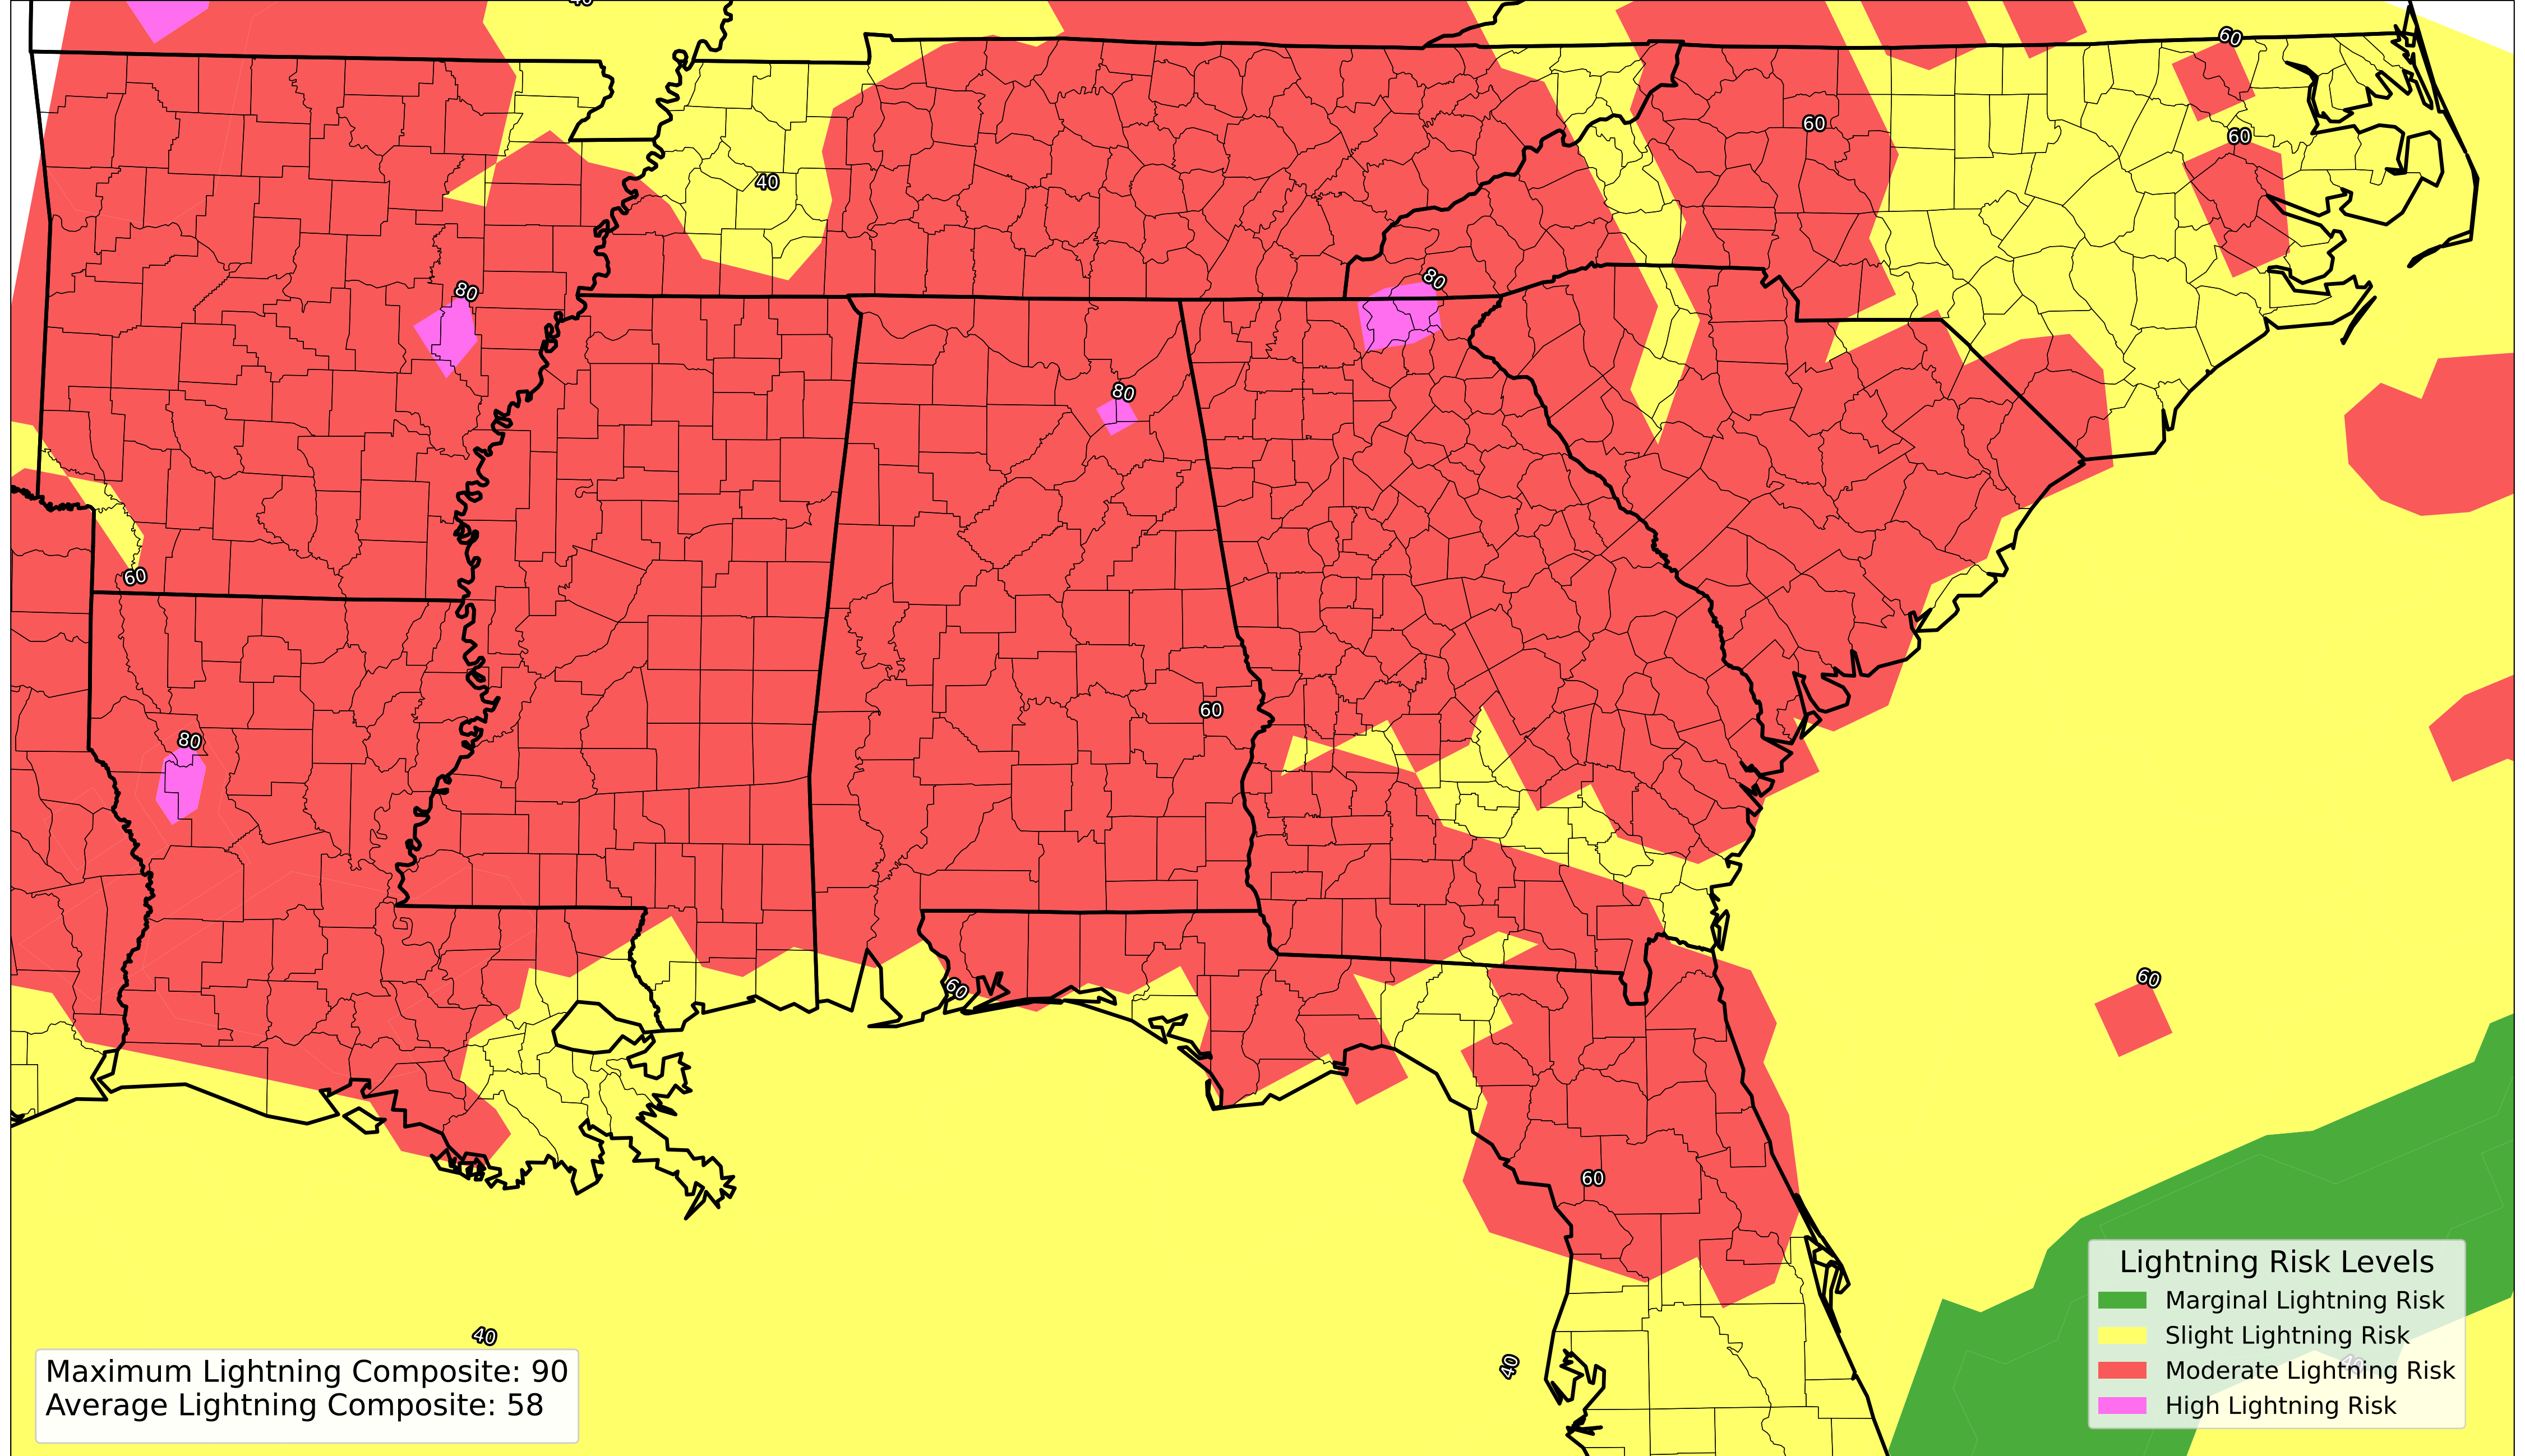 40
60
60
60
40
80
80
80
60
60
80
60
60
60
40
40
40
Maximum Lightning Composite: 90
Average Lightning Composite: 58
Lightning Risk Levels
Marginal Lightning Risk
Slight Lightning Risk
Moderate Lightning Risk
High Lightning Risk